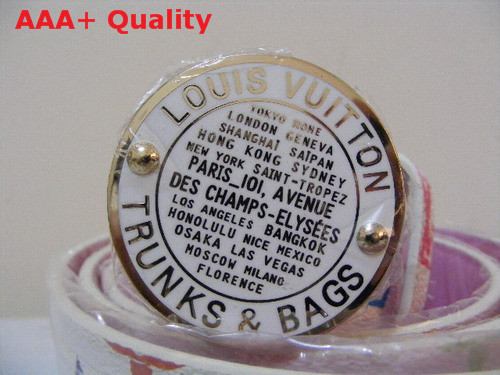 AAA+ Quality
LOUIS VUITTON
TOKYO ROME
LONDON GENEVA
SHANGHAI SAIPAN
HONG KONG SYDNEY
NEW YORK SAINT-TROPEZ
PARIS_101, AVENUE
DES CHAMPS-ELYSÉES
LOS ANGELES BANGKOK
HONOLULU NICE MEXICO
OSAKA LAS VEGAS
MOSCOW MILANO
FLORENCE
TRUNKS & BAGS